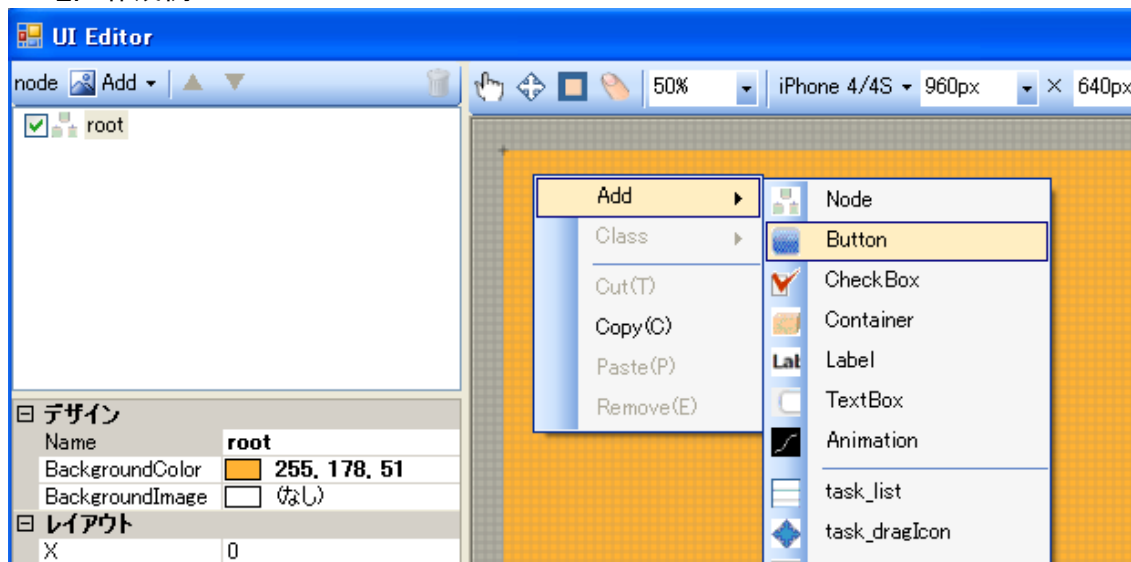 UI Editor
node Add
50% iPhone 4/4S 960px × 640px
root
Add
Class
Cut(T)
Copy(C)
Paste(P)
Remove(E)
Node
Button
CheckBox
Container
Lab Label
TextBox
Animation
task_list
task_dragIcon
デザイン
Name root
BackgroundColor 255, 178, 51
BackgroundImage (なし)
レイアウト
X 0